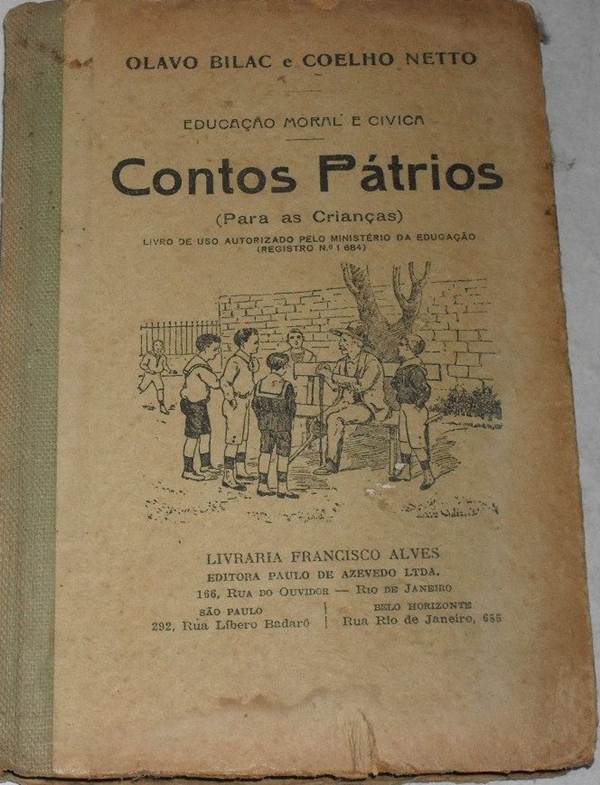 OLAVO BILAC e COELHO NETTO
EDUCAÇÃO MORAL E CIVICA
Contos Pátrios
(Para as Crianças)
LIVRO DE USO AUTORIZADO PELO MINISTÉRIO DA EDUCAÇÃO
(REGISTRO N.º 1 684)
LIVRARIA FRANCISCO ALVES
EDITORA PAULO DE AZEVEDO LTDA.
166, RUA DO OUVIDOR — RIO DE JANEIRO
SÃO PAULO
292, Rua Líbero Badaró
BELO HORIZONTE
Rua Rio de Janeiro, 655